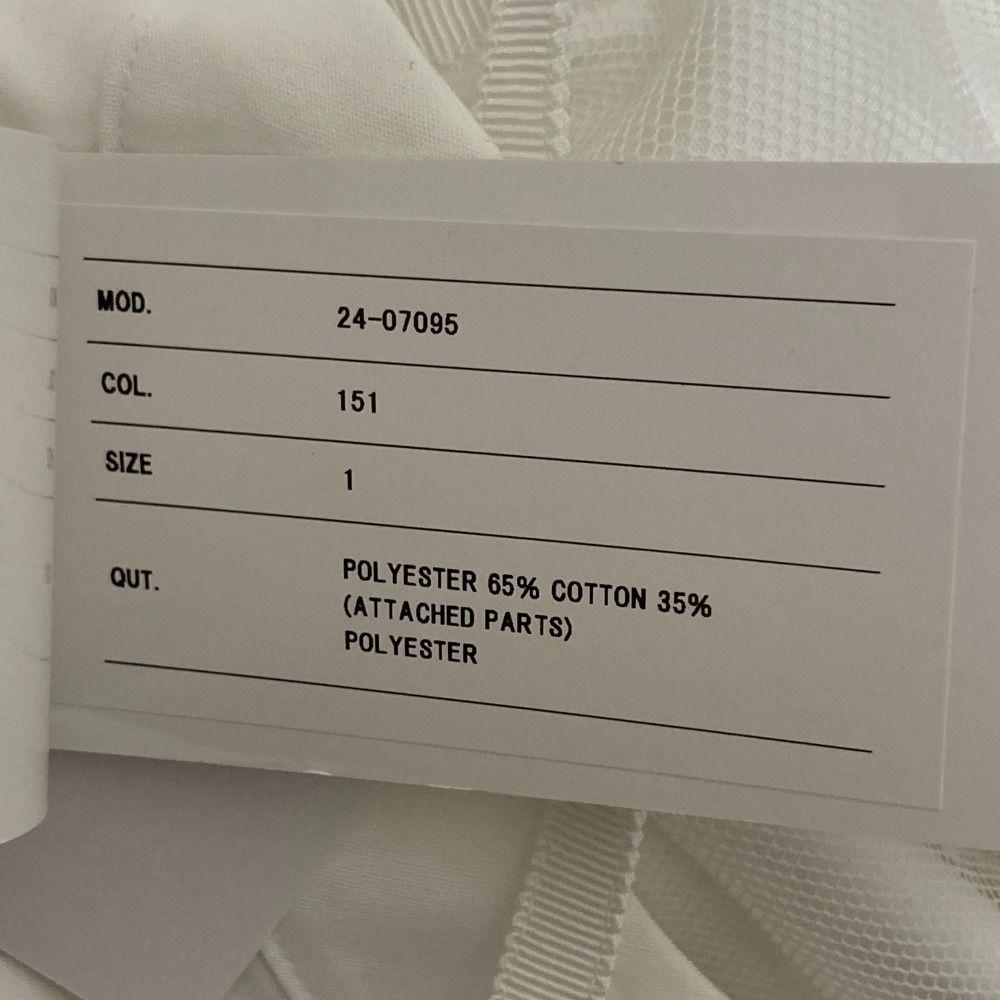 MOD. 24-07095
COL. 151
SIZE 1
QUT. POLYESTER 65% COTTON 35%
(ATTACHED PARTS)
POLYESTER